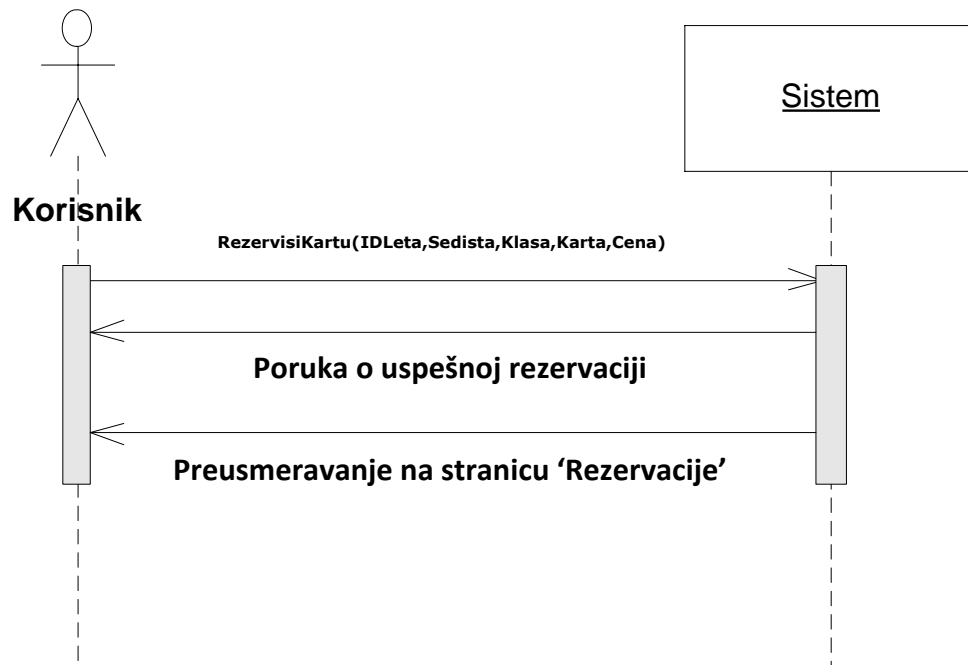 Sistem
Korisnik
RezervisiKartu(IDLeta,Sedista,Klasa,Karta,Cena)
Poruka o uspešnoj rezervaciji
Preusmeravanje na stranicu ‘Rezervacije’